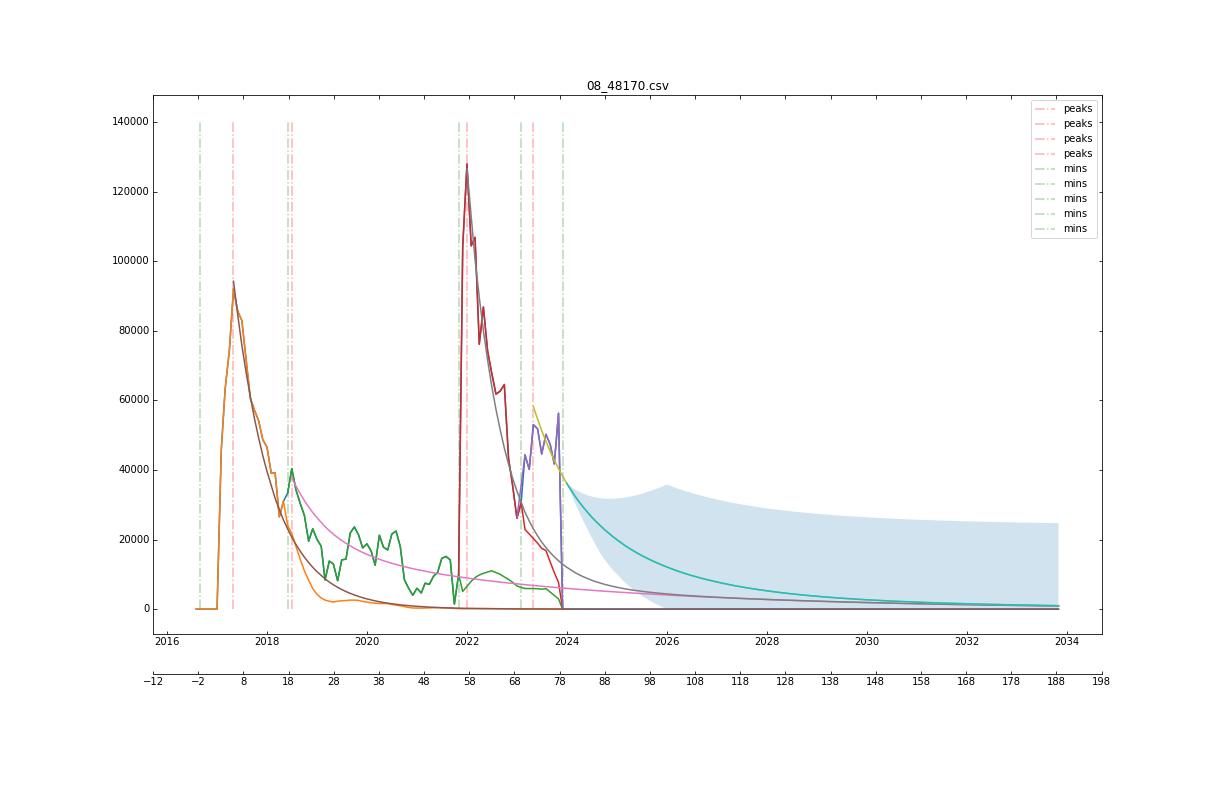 08_48170.csv
peaks
peaks
peaks
peaks
mins
mins
mins
mins
mins
140000
120000
100000
80000
60000
40000
20000
0
2016 2018 2020 2022 2024 2026 2028 2030 2032 2034
−12 −2 8 18 28 38 48 58 68 78 88 98 108 118 128 138 148 158 168 178 188 198